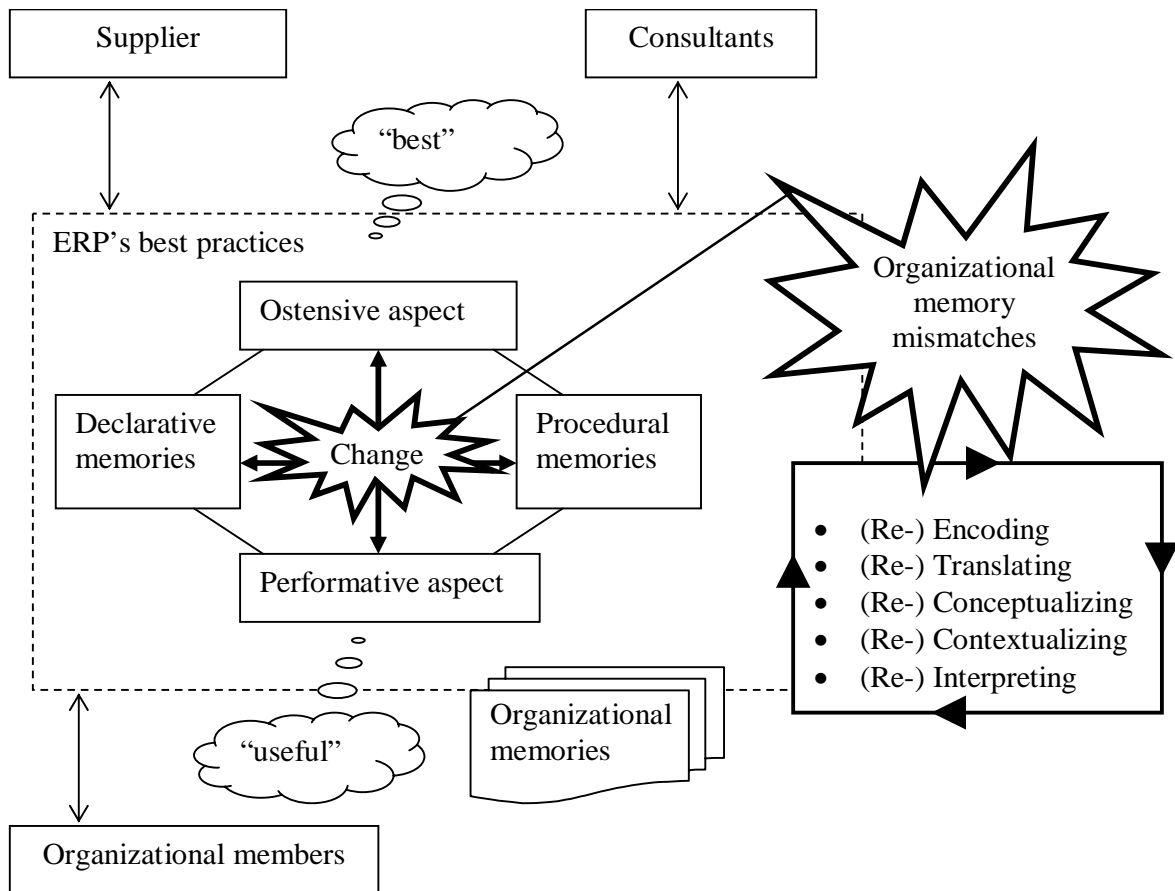 Supplier
Consultants
“best”
ERP’s best practices
Organizational
memory
mismatches
Ostensive aspect
Declarative
memories
Change
Procedural
memories
Performative aspect
• (Re-) Encoding
• (Re-) Translating
• (Re-) Conceptualizing
• (Re-) Contextualizing
• (Re-) Interpreting
“useful”
Organizational
memories
Organizational members